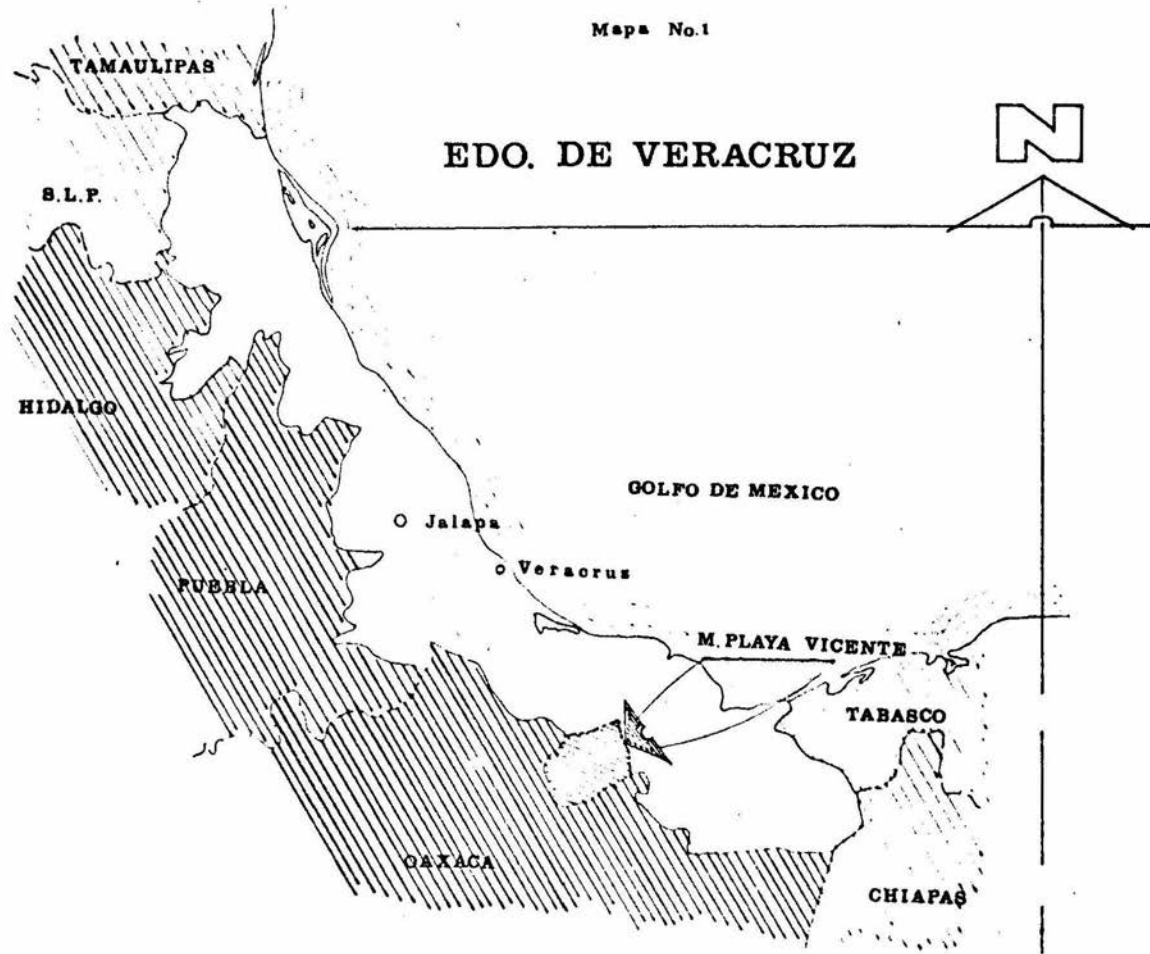 Mapa No.1
TAMAULIPAS
N
EDO. DE VERACRUZ
S.L.P.
HIDALGO
GOLFO DE MEXICO
Jalapa
Veracruz
PUEBLA
M. PLAYA VICENTE
TABASCO
OAXACA
CHIAPAS